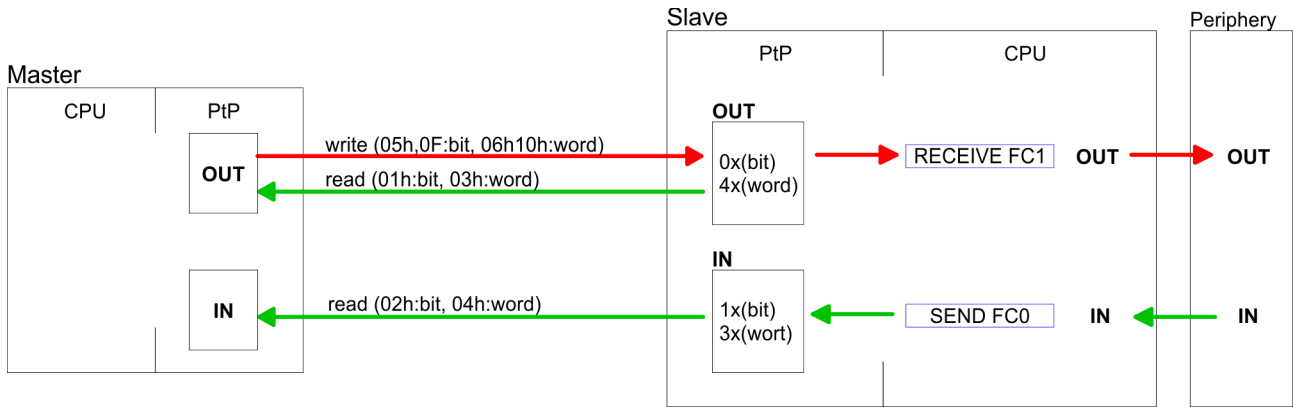 Slave
Periphery
PtP
CPU
Master
CPU
PtP
OUT
write (05h,0F:bit, 06h10h:word)
OUT
read (01h:bit, 03h:word)
0x(bit)
4x(word)
RECEIVE FC1
OUT
OUT
IN
IN
read (02h:bit, 04h:word)
1x(bit)
3x(wort)
SEND FC0
IN
IN